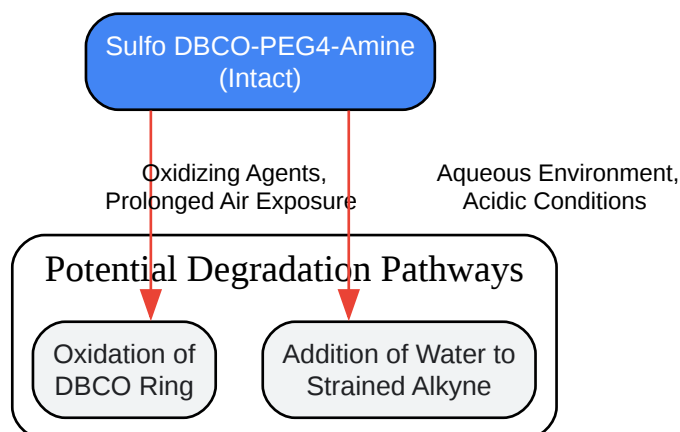 Sulfo DBCO-PEG4-Amine
(Intact)
Oxidizing Agents,
Prolonged Air Exposure
Aqueous Environment,
Acidic Conditions
Potential Degradation Pathways
Oxidation of
DBCO Ring
Addition of Water to
Strained Alkyne